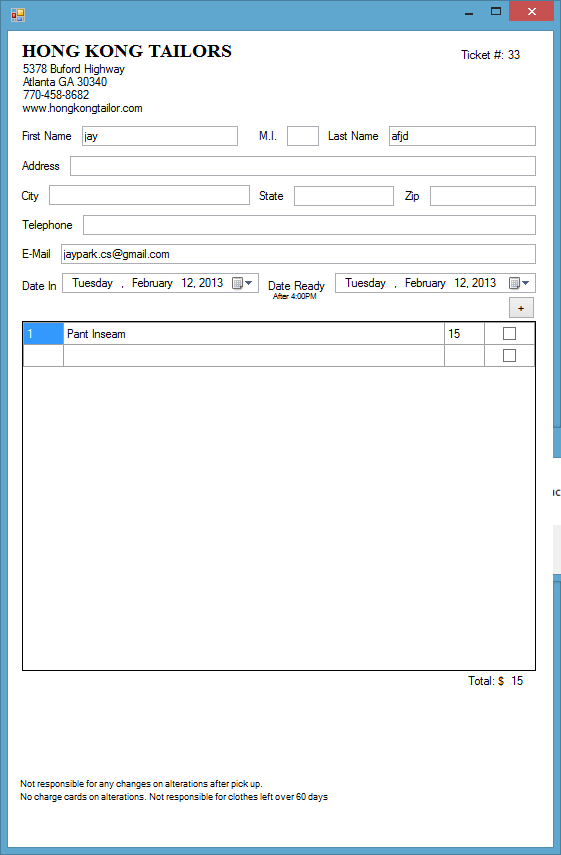 HONG KONG TAILORS
Ticket #: 33
5378 Buford Highway
Atlanta GA 30340
770-458-8682
www.hongkongtailor.com
First Name jay M.I. Last Name afjd
Address
City State Zip
Telephone
E-Mail jaypark.cs@gmail.com
Date In Tuesday , February 12, 2013 Date Ready Tuesday , February 12, 2013
After 4:00PM
+
1 Pant Inseam 15
Total: $ 15
Not responsible for any changes on alterations after pick up.
No charge cards on alterations. Not responsible for clothes left over 60 days